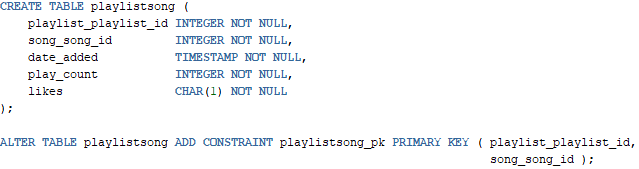 CREATE TABLE playlistsong (
    playlist_playlist_id INTEGER NOT NULL,
    song_song_id         INTEGER NOT NULL,
    date_added           TIMESTAMP NOT NULL,
    play_count           INTEGER NOT NULL,
    likes                CHAR(1) NOT NULL
);
ALTER TABLE playlistsong ADD CONSTRAINT playlistsong_pk PRIMARY KEY ( playlist_playlist_id,
                                                                      song_song_id );